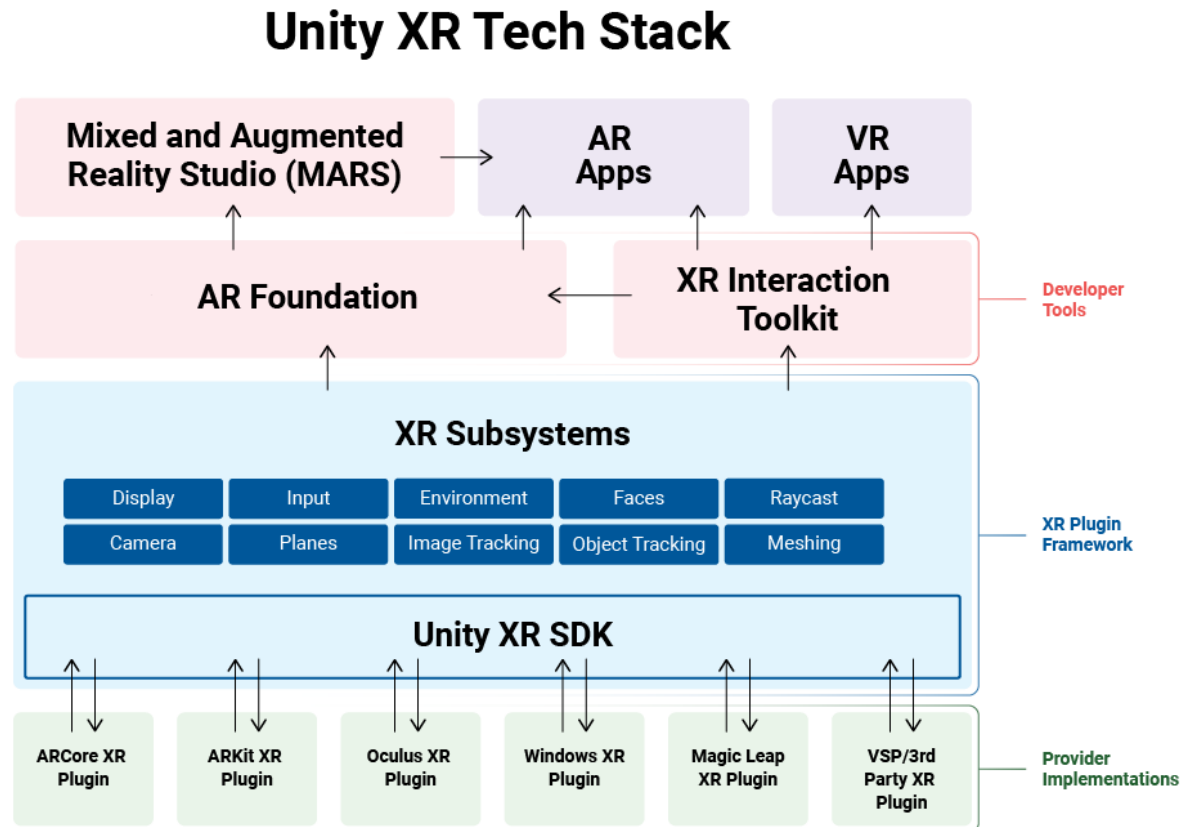 Unity XR Tech Stack
Mixed and Augmented
Reality Studio (MARS)
AR
Apps
VR
Apps
AR Foundation
XR Interaction
Toolkit
Developer
Tools
XR Subsystems
Display
Input
Environment
Faces
Raycast
Camera
Planes
Image Tracking
Object Tracking
Meshing
XR Plugin
Framework
Unity XR SDK
ARCore XR
Plugin
ARKit XR
Plugin
Oculus XR
Plugin
Windows XR
Plugin
Magic Leap
XR Plugin
VSP/3rd
Party XR
Plugin
Provider
Implementations